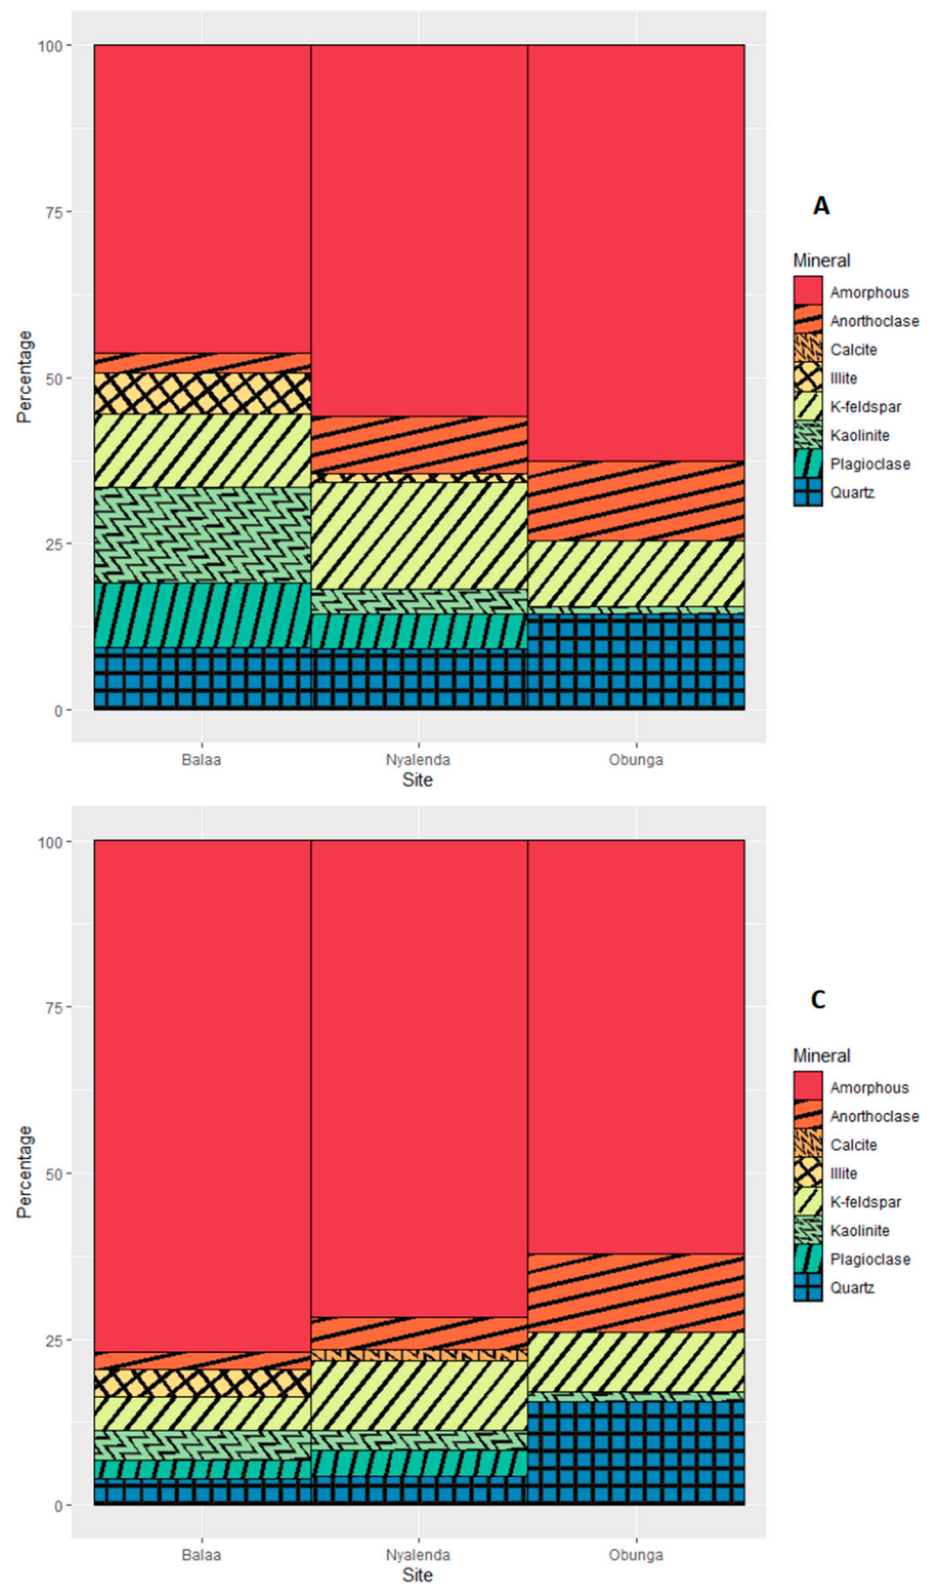 100
75
50
25
0
Percentage
Balaa Nyalenda Obunga
Site
A
Mineral
Amorphous
Anorthoclase
Calcite
Illite
K-feldspar
Kaolinite
Plagioclase
Quartz
100
75
50
25
0
Percentage
Balaa Nyalenda Obunga
Site
C
Mineral
Amorphous
Anorthoclase
Calcite
Illite
K-feldspar
Kaolinite
Plagioclase
Quartz